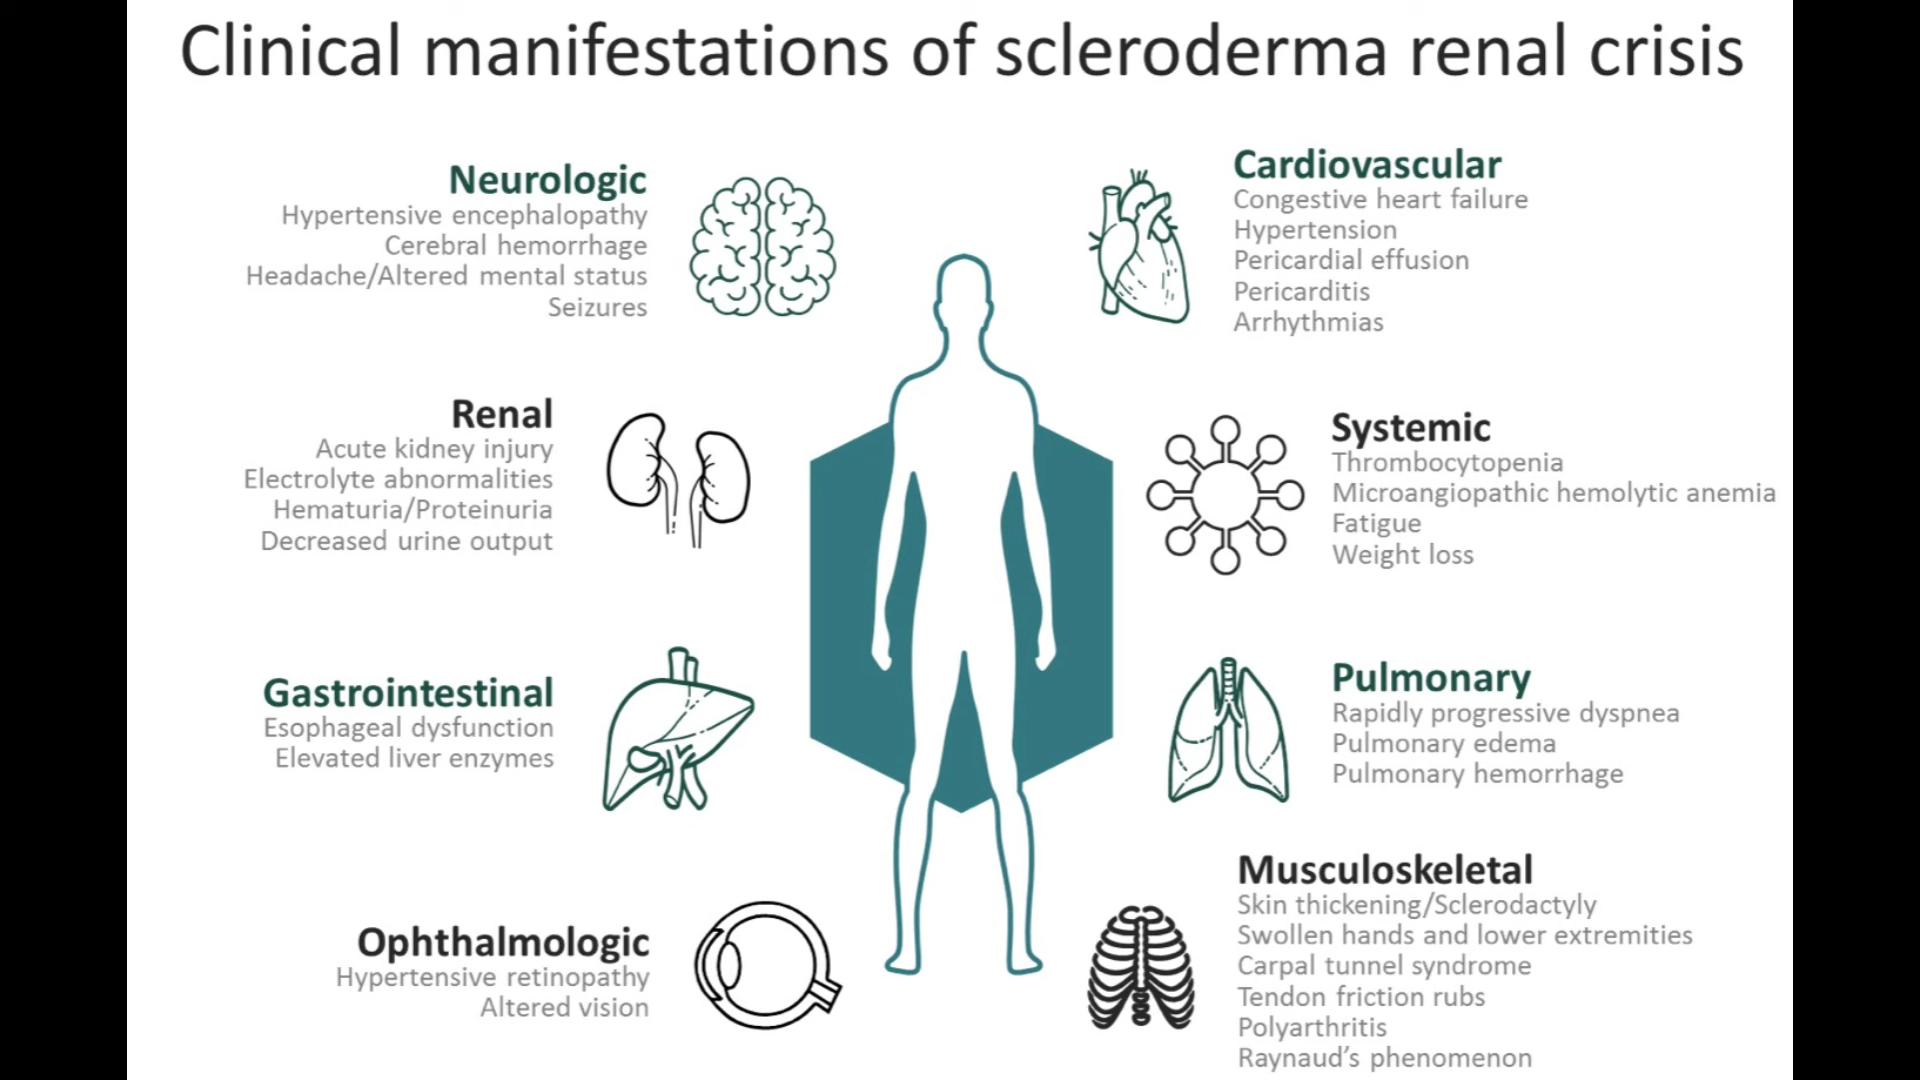 Clinical manifestations of scleroderma renal crisis
Neurologic
Hypertensive encephalopathy
Cerebral hemorrhage
Headache/Altered mental status
Seizures
Cardiovascular
Congestive heart failure
Hypertension
Pericardial effusion
Pericarditis
Arrhythmias
Renal
Acute kidney injury
Electrolyte abnormalities
Hematuria/Proteinuria
Decreased urine output
Systemic
Thrombocytopenia
Microangiopathic hemolytic anemia
Fatigue
Weight loss
Gastrointestinal
Esophageal dysfunction
Elevated liver enzymes
Pulmonary
Rapidly progressive dyspnea
Pulmonary edema
Pulmonary hemorrhage
Ophthalmologic
Hypertensive retinopathy
Altered vision
Musculoskeletal
Skin thickening/Sclerodactyly
Swollen hands and lower extremities
Carpal tunnel syndrome
Tendon friction rubs
Polyarthritis
Raynaud’s phenomenon